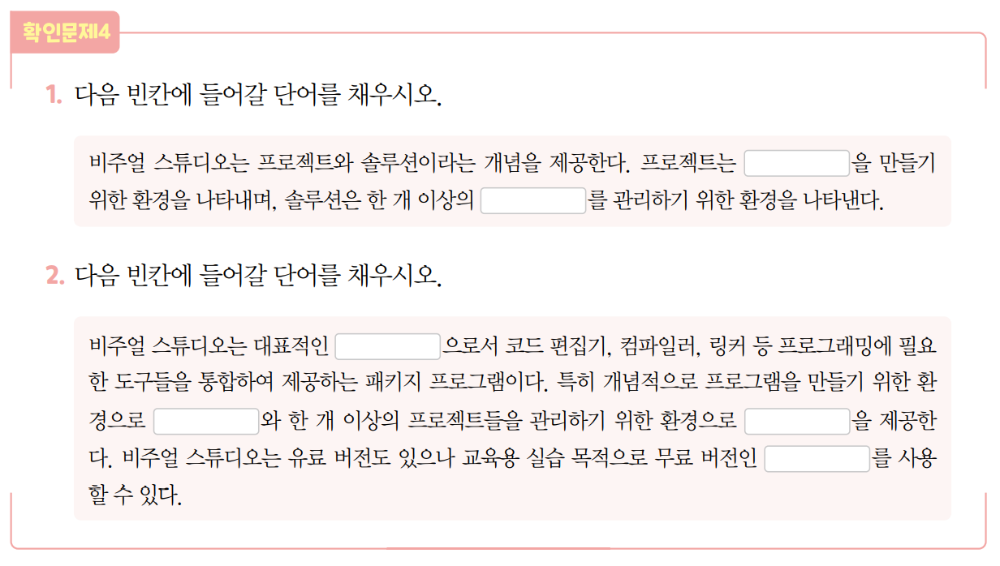 확인문제4
1. 다음 빈칸에 들어갈 단어를 채우시오.
비주얼 스튜디오는 프로젝트와 솔루션이라는 개념을 제공한다. 프로젝트는 을 만들기
위한 환경을 나타내며, 솔루션은 한 개 이상의 를 관리하기 위한 환경을 나타낸다.
2. 다음 빈칸에 들어갈 단어를 채우시오.
비주얼 스튜디오는 대표적인 으로서 코드 편집기, 컴파일러, 링커 등 프로그래밍에 필요
한 도구들을 통합하여 제공하는 패키지 프로그램이다. 특히 개념적으로 프로그램을 만들기 위한 환
경으로 와 한 개 이상의 프로젝트들을 관리하기 위한 환경으로 을 제공한
다. 비주얼 스튜디오는 유료 버전도 있으나 교육용 실습 목적으로 무료 버전인 를 사용
할 수 있다.